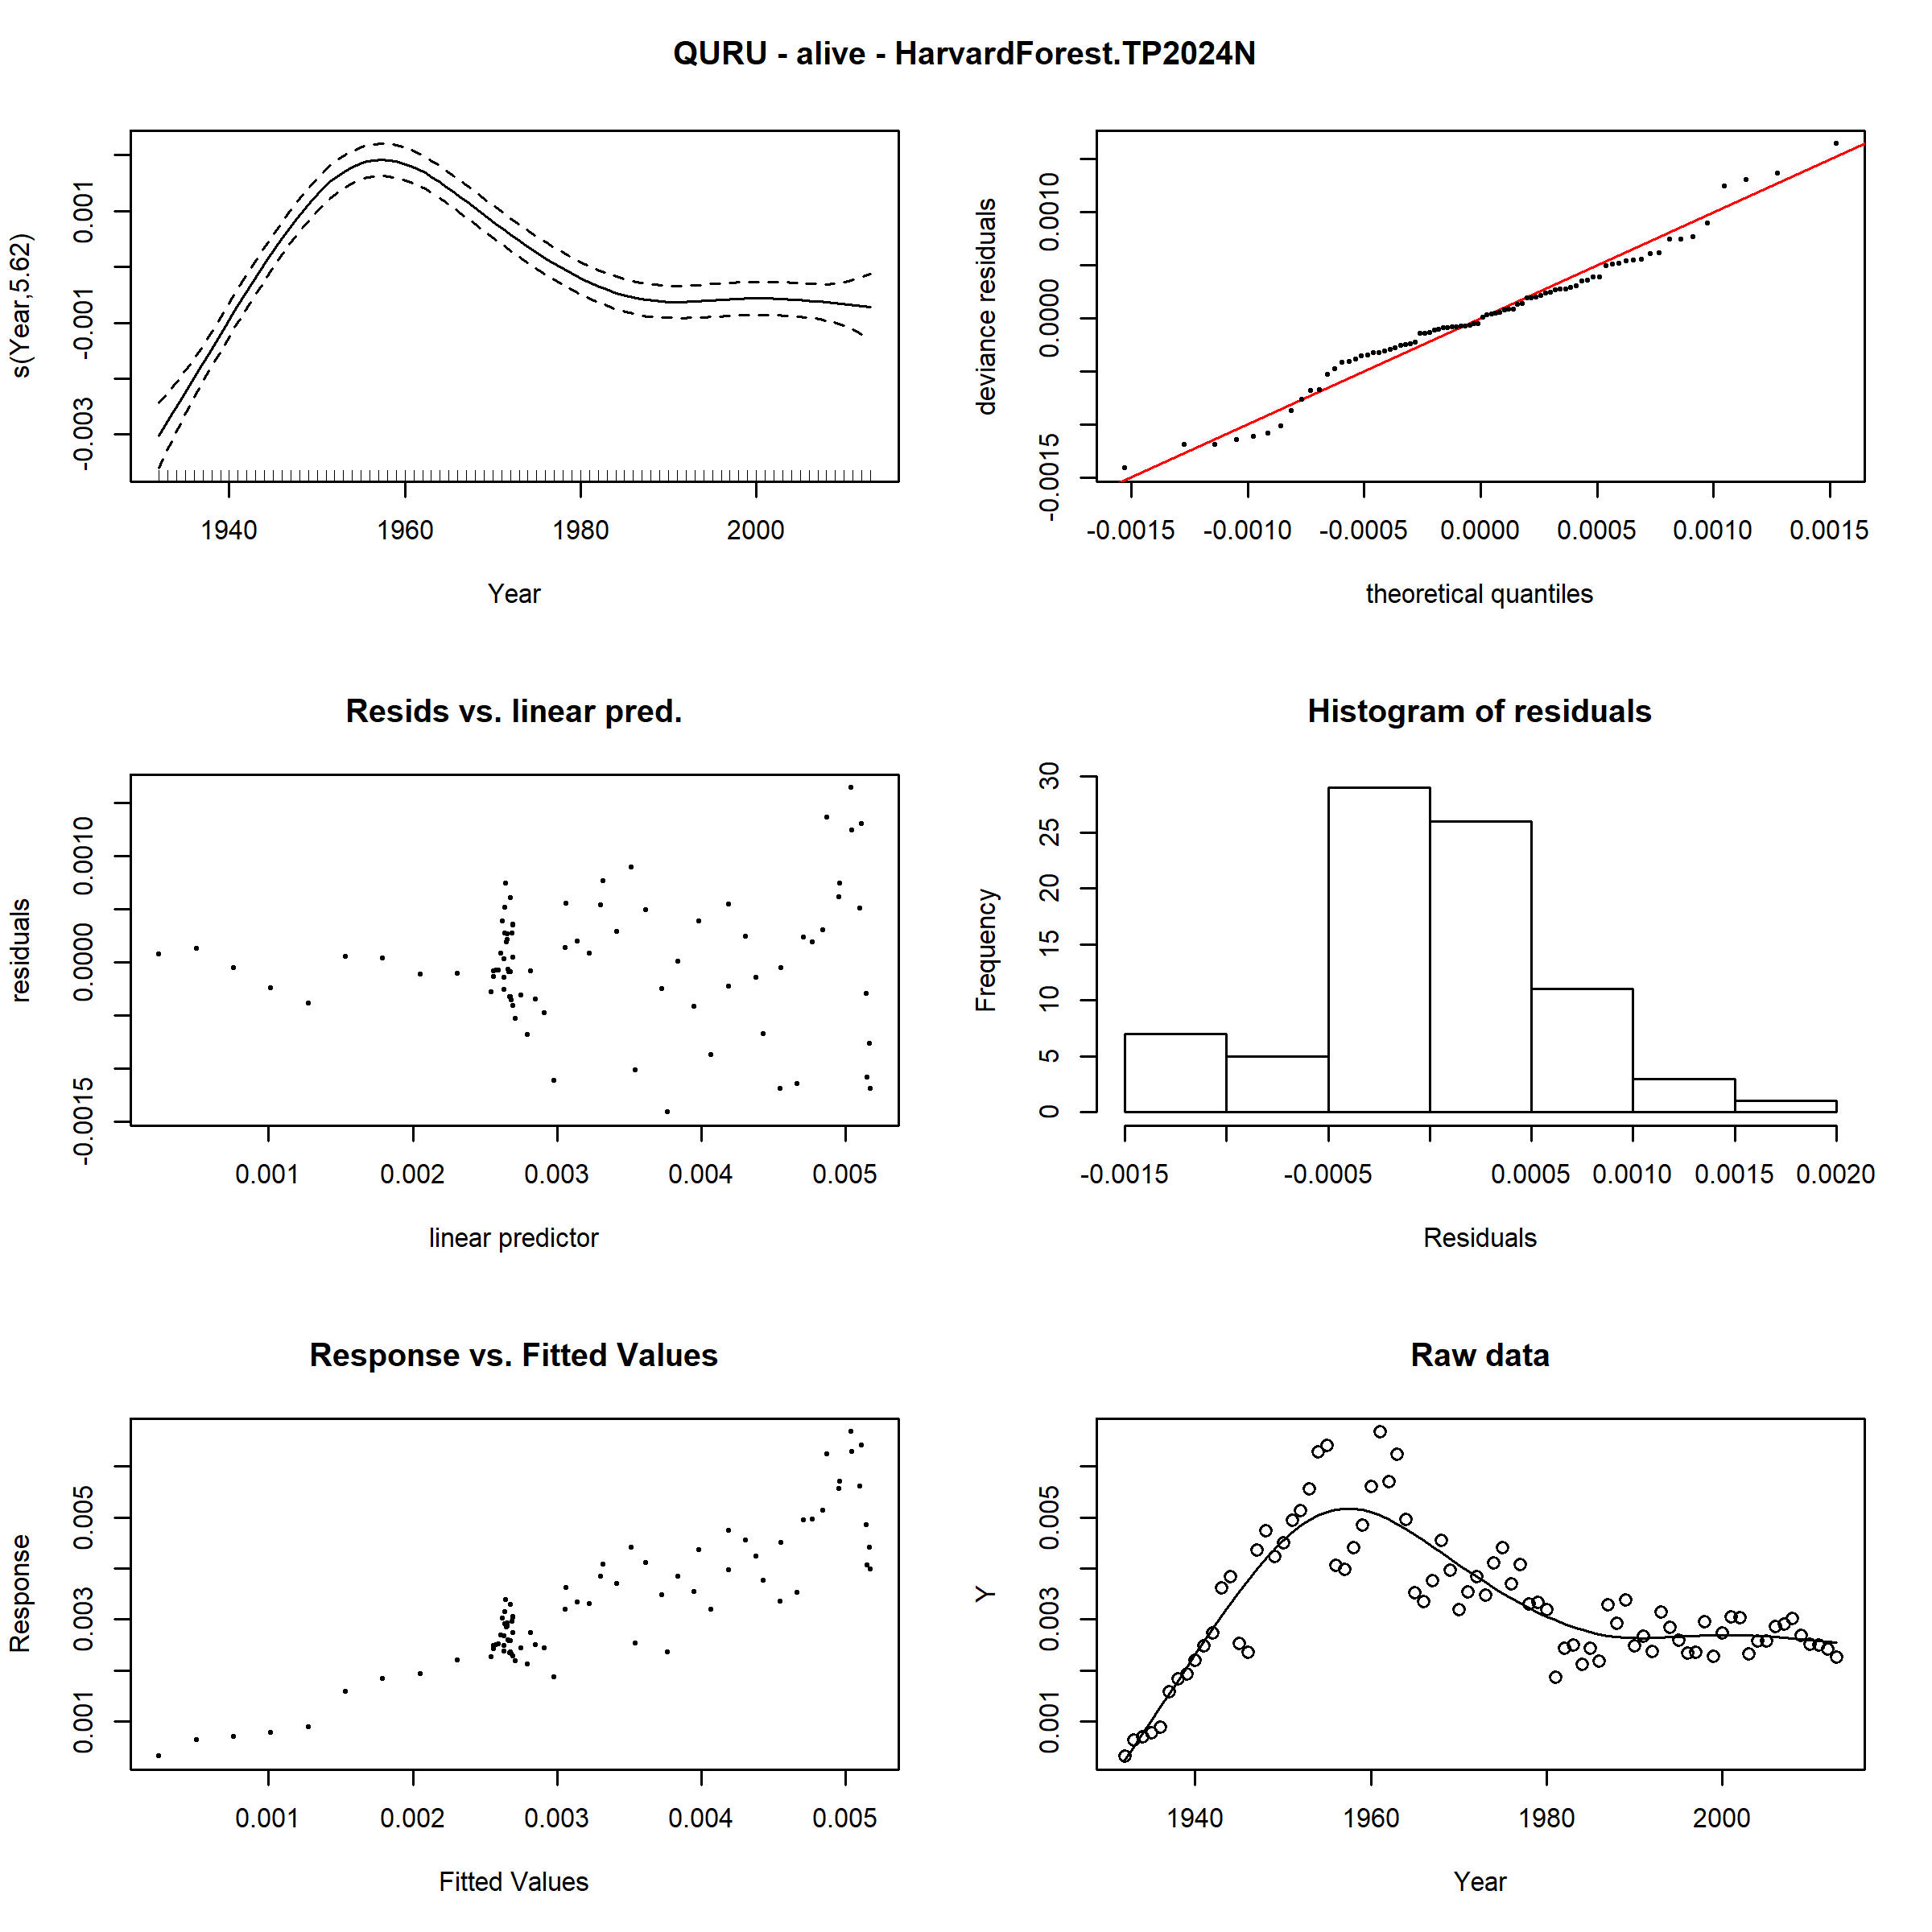 QURU - alive - HarvardForest.TP2024N
s(Year,5.62)
-0.003 -0.001 0.001
1940 1960 1980 2000
Year
deviance residuals
-0.0015 0.0000 0.0010
-0.0015 -0.0010 -0.0005 0.0000 0.0005 0.0010 0.0015
theoretical quantiles
Resids vs. linear pred.
residuals
-0.0015 0.0000 0.0010
0.001 0.002 0.003 0.004 0.005
linear predictor
Histogram of residuals
Frequency
0 5 10 15 20 25 30
-0.0015 -0.0005 0.0005 0.0010 0.0015 0.0020
Residuals
Response vs. Fitted Values
Response
0.001 0.003 0.005
0.001 0.002 0.003 0.004 0.005
Fitted Values
Raw data
Y
0.001 0.003 0.005
1940 1960 1980 2000
Year